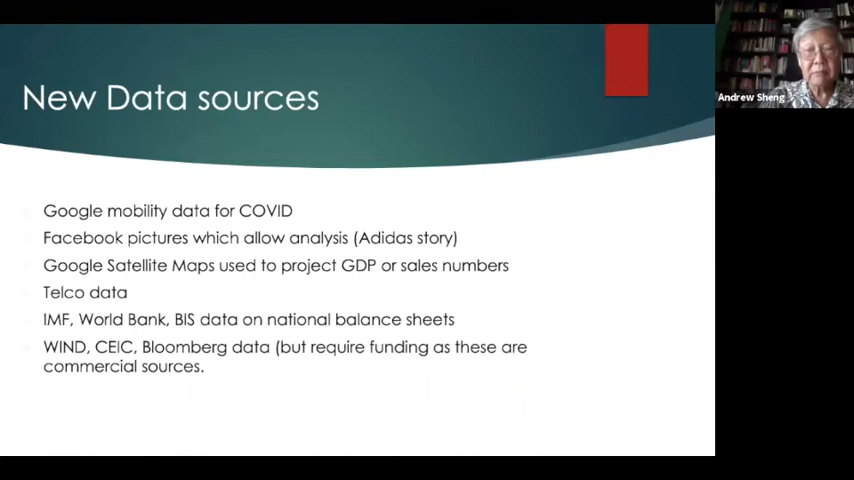 New Data sources
Andrew Sheng
Google mobility data for COVID
Facebook pictures which allow analysis (Adidas story)
Google Satellite Maps used to project GDP or sales numbers
Telco data
IMF, World Bank, BIS data on national balance sheets
WIND, CEIC, Bloomberg data (but require funding as these are
commercial sources.